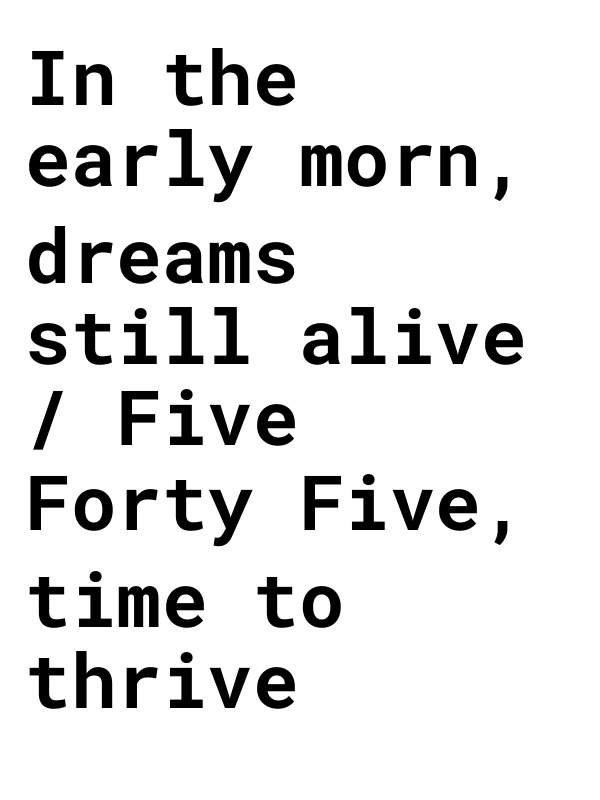 In the
early morn,
dreams
still alive
/ Five
Forty Five,
time to
thrive